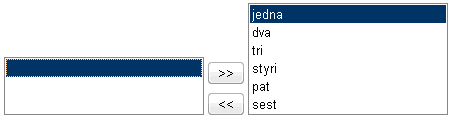 jedna
dva
tri
styri
pat
sest
>>
<<